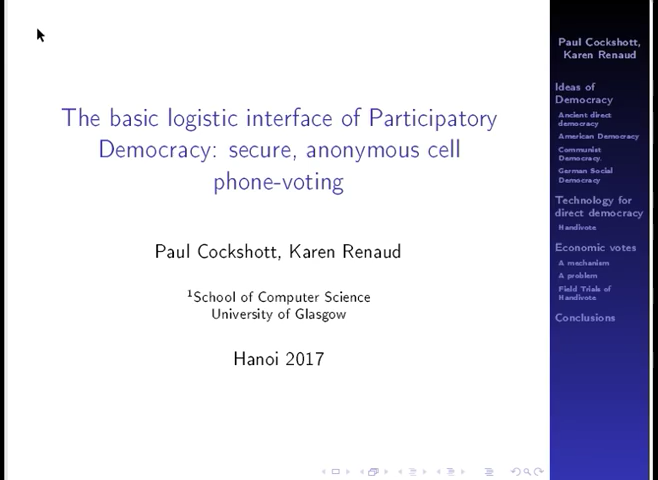 The basic logistic interface of Participatory
Democracy: secure, anonymous cell
phone-voting
Paul Cockshott, Karen Renaud
1School of Computer Science
University of Glasgow
Hanoi 2017
Paul Cockshott,
Karen Renaud
Ideas of
Democracy
Ancient direct
democracy
American Democracy
Communist
Democracy.
German Social
Democracy
Technology for
direct democracy
Handivote
Economic votes
A mechanism
A problem
Field Trials of
Handivote
Conclusions